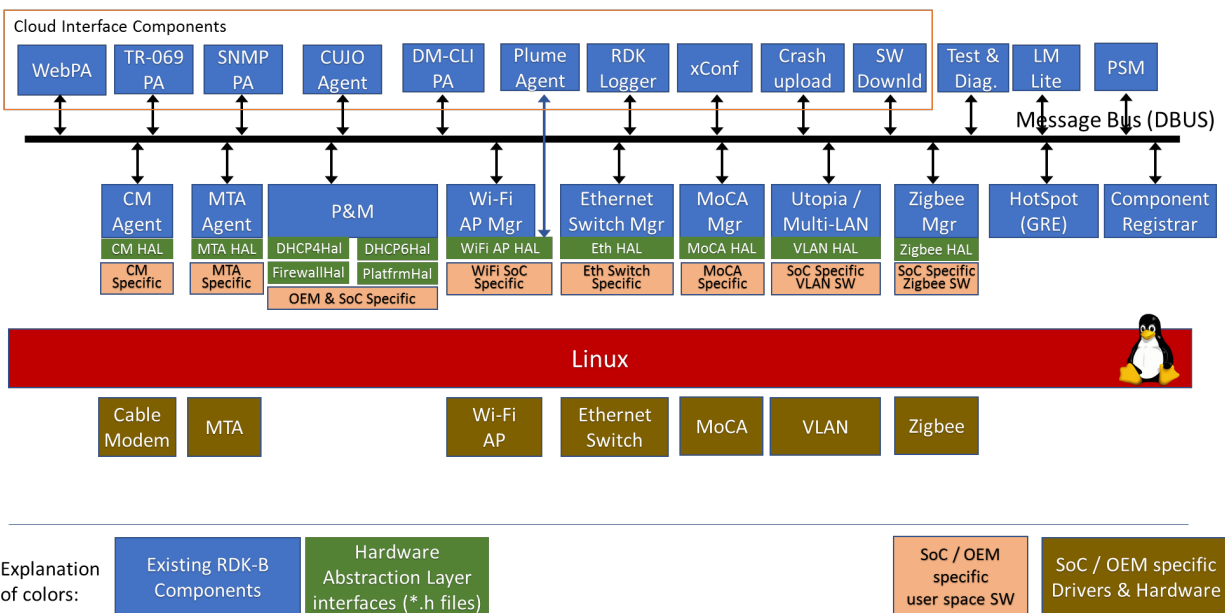 Cloud Interface Components
WebPA
TR-069
PA
SNMP
PA
CUJO
Agent
DM-CLI
PA
Plume
Agent
RDK
Logger
xConf
Crash
upload
SW
Downld
Test &
Diag.
LM
Lite
PSM
Message Bus (DBUS)
CM
Agent
CM HAL
CM
Specific
MTA
Agent
MTA HAL
MTA
Specific
P&M
DHCP4Hal
DHCP6Hal
FirewallHal
PlatfrmHal
OEM & SoC Specific
Wi-Fi
AP Mgr
WiFi AP HAL
WiFi SoC
Specific
Ethernet
Switch Mgr
Eth HAL
Eth Switch
Specific
MoCA
Mgr
MoCA HAL
MoCA
Specific
Utopia /
Multi-LAN
VLAN HAL
SoC Specific
VLAN SW
Zigbee
Mgr
Zigbee HAL
SoC Specific
Zigbee SW
HotSpot
(GRE)
Component
Registrar
Linux
Cable
Modem
MTA
Wi-Fi
AP
Ethernet
Switch
MoCA
VLAN
Zigbee
Explanation
of colors:
Existing RDK-B
Components
Hardware
Abstraction Layer
interfaces (*.h files)
SoC / OEM
specific
user space SW
SoC / OEM specific
Drivers & Hardware